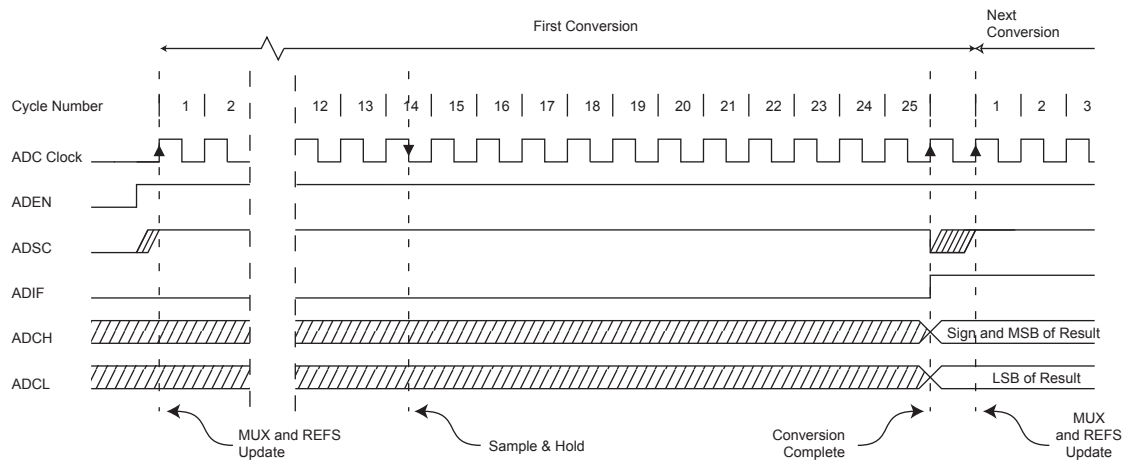 First Conversion
Next
Conversion
Cycle Number 1 2 12 13 14 15 16 17 18 19 20 21 22 23 24 25 1 2 3
ADC Clock
ADEN
ADSC
ADIF
ADCH Sign and MSB of Result
ADCL LSB of Result
MUX and REFS
Update
Sample & Hold
Conversion
Complete
MUX
and REFS
Update